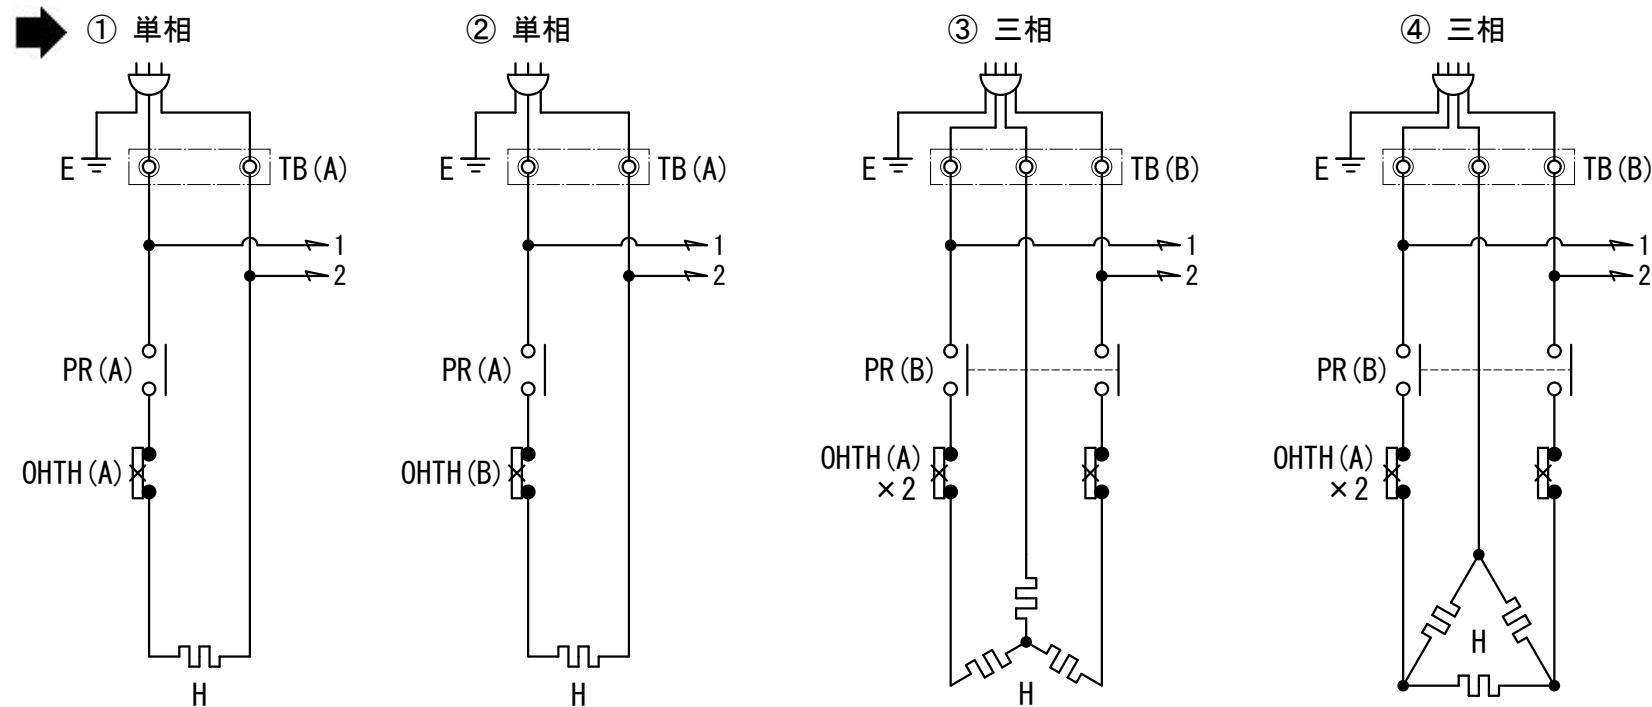 ① 単相
② 単相
③ 三相
④ 三相
E
TB(A)
E
TB(A)
E
TB(B)
E
TB(B)
1
1
1
1
2
2
2
2
PR(A)
PR(A)
PR(B)
PR(B)
OHTH(A)
OHTH(B)
OHTH(A)
×2
OHTH(A)
×2
H
H
H
H